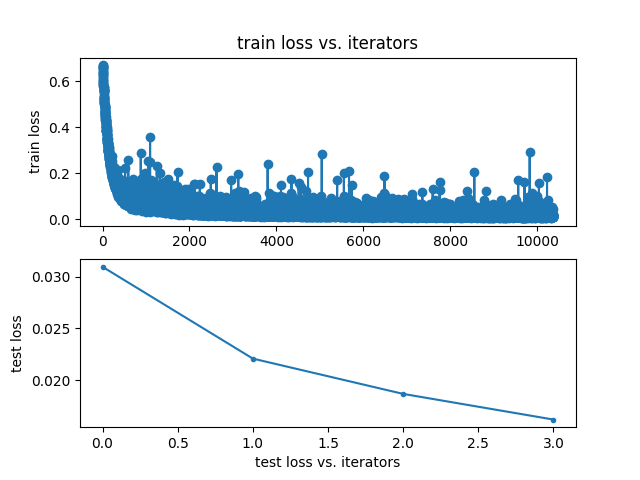 train loss vs. iterators
train loss
0.6
0.4
0.2
0.0
0 2000 4000 6000 8000 10000
test loss
0.030
0.025
0.020
0.0 0.5 1.0 1.5 2.0 2.5 3.0
test loss vs. iterators